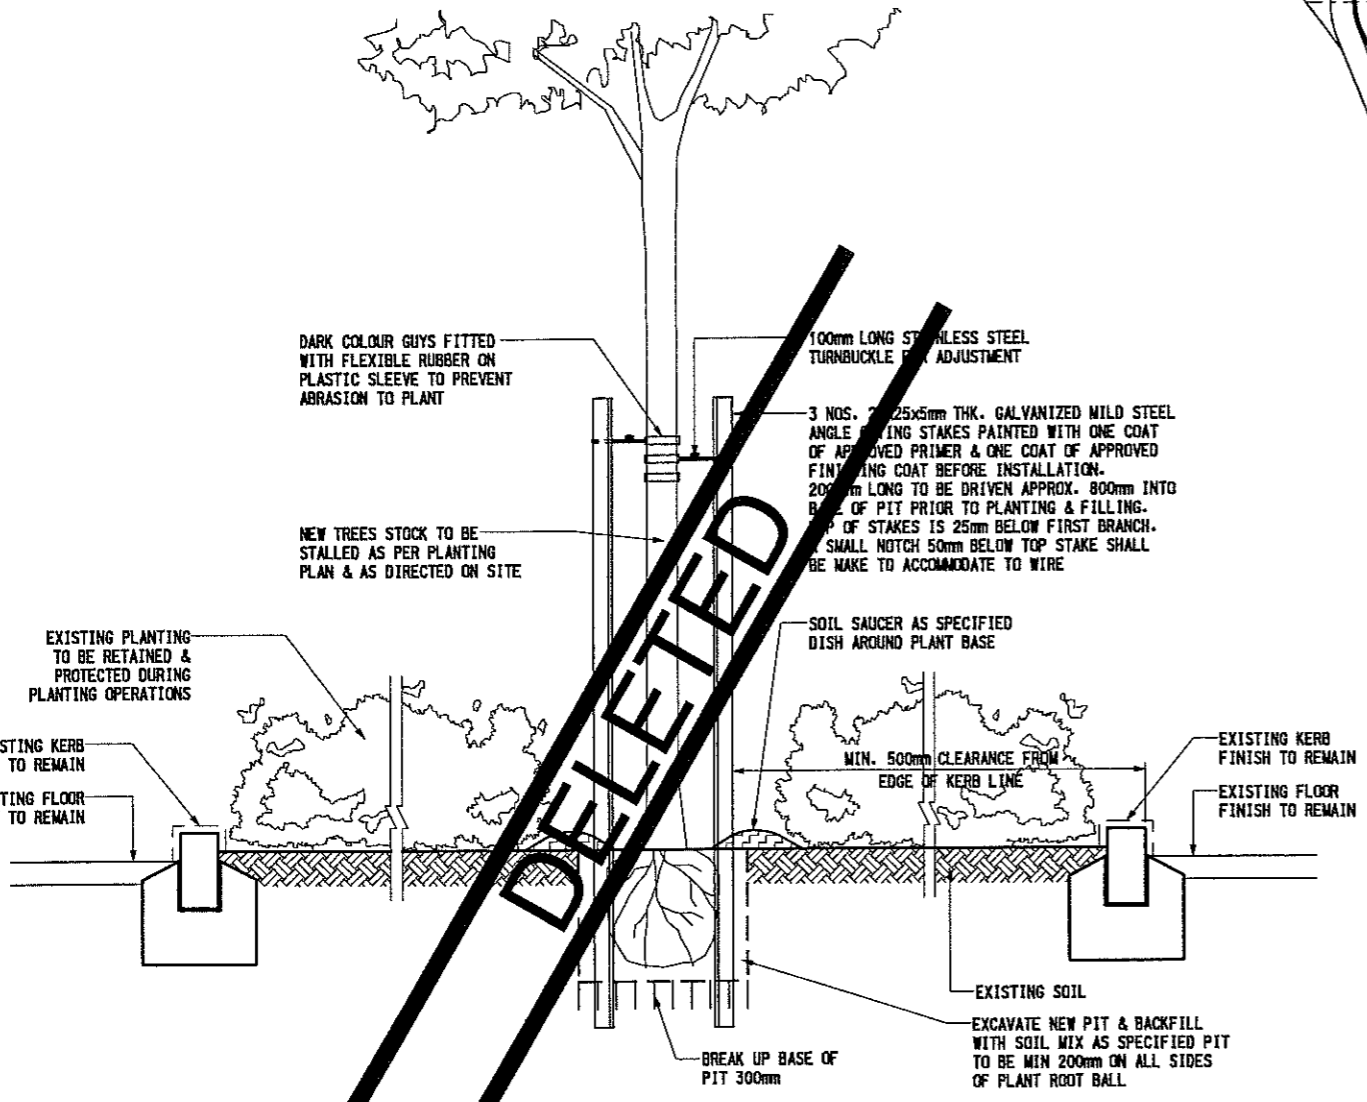 DARK COLOUR GUYS FITTED
WITH FLEXIBLE RUBBER ON
PLASTIC SLEEVE TO PREVENT
ABRASION TO PLANT
100mm LONG STAINLESS STEEL
TURNBUCKLE ADJUSTMENT
3 NOS. THK. GALVANIZED MILD STEEL
ANGLE STAKES PAINTED WITH ONE COAT
OF APPROVED PRIMER & ONE COAT OF APPROVED
FINISHING COAT BEFORE INSTALLATION.
LONG TO BE DRIVEN APPROX. 800mm INTO
BASE OF PIT PRIOR TO PLANTING & FILLING.
TOP OF STAKES IS 25mm BELOW FIRST BRANCH.
SMALL NOTCH 50mm BELOW TOP STAKE SHALL
BE MAKE TO ACCOMMODATE TO WIRE
NEW TREES STOCK TO BE
STALLED AS PER PLANTING
PLAN & AS DIRECTED ON SITE
SOIL SAUCER AS SPECIFIED
DISH AROUND PLANT BASE
EXISTING PLANTING
TO BE RETAINED &
PROTECTED DURING
PLANTING OPERATIONS
DELETED
STING KERB
TO REMAIN
TING FLOOR
TO REMAIN
MIN. 500mm CLEARANCE FROM
EDGE OF KERB LINE
EXISTING KERB
FINISH TO REMAIN
EXISTING FLOOR
FINISH TO REMAIN
EXISTING SOIL
EXCAVATE NEW PIT & BACKFILL
WITH SOIL MIX AS SPECIFIED PIT
TO BE MIN 200mm ON ALL SIDES
OF PLANT ROOT BALL
BREAK UP BASE OF
PIT 300mm